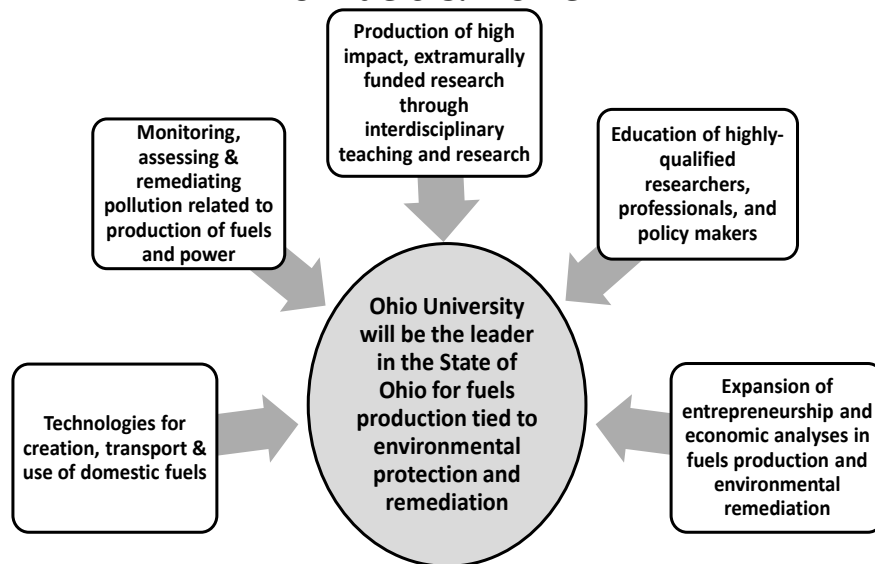 Production of high
impact, extramurally
funded research
through
interdisciplinary
teaching and research
Monitoring,
assessing &
remediating
pollution related to
production of fuels
and power
Education of highly-
qualified
researchers,
professionals, and
policy makers
Ohio University
will be the leader
in the State of
Ohio for fuels
production tied to
environmental
protection and
remediation
Technologies for
creation, transport &
use of domestic fuels
Expansion of
entrepreneurship and
economic analyses in
fuels production and
environmental
remediation